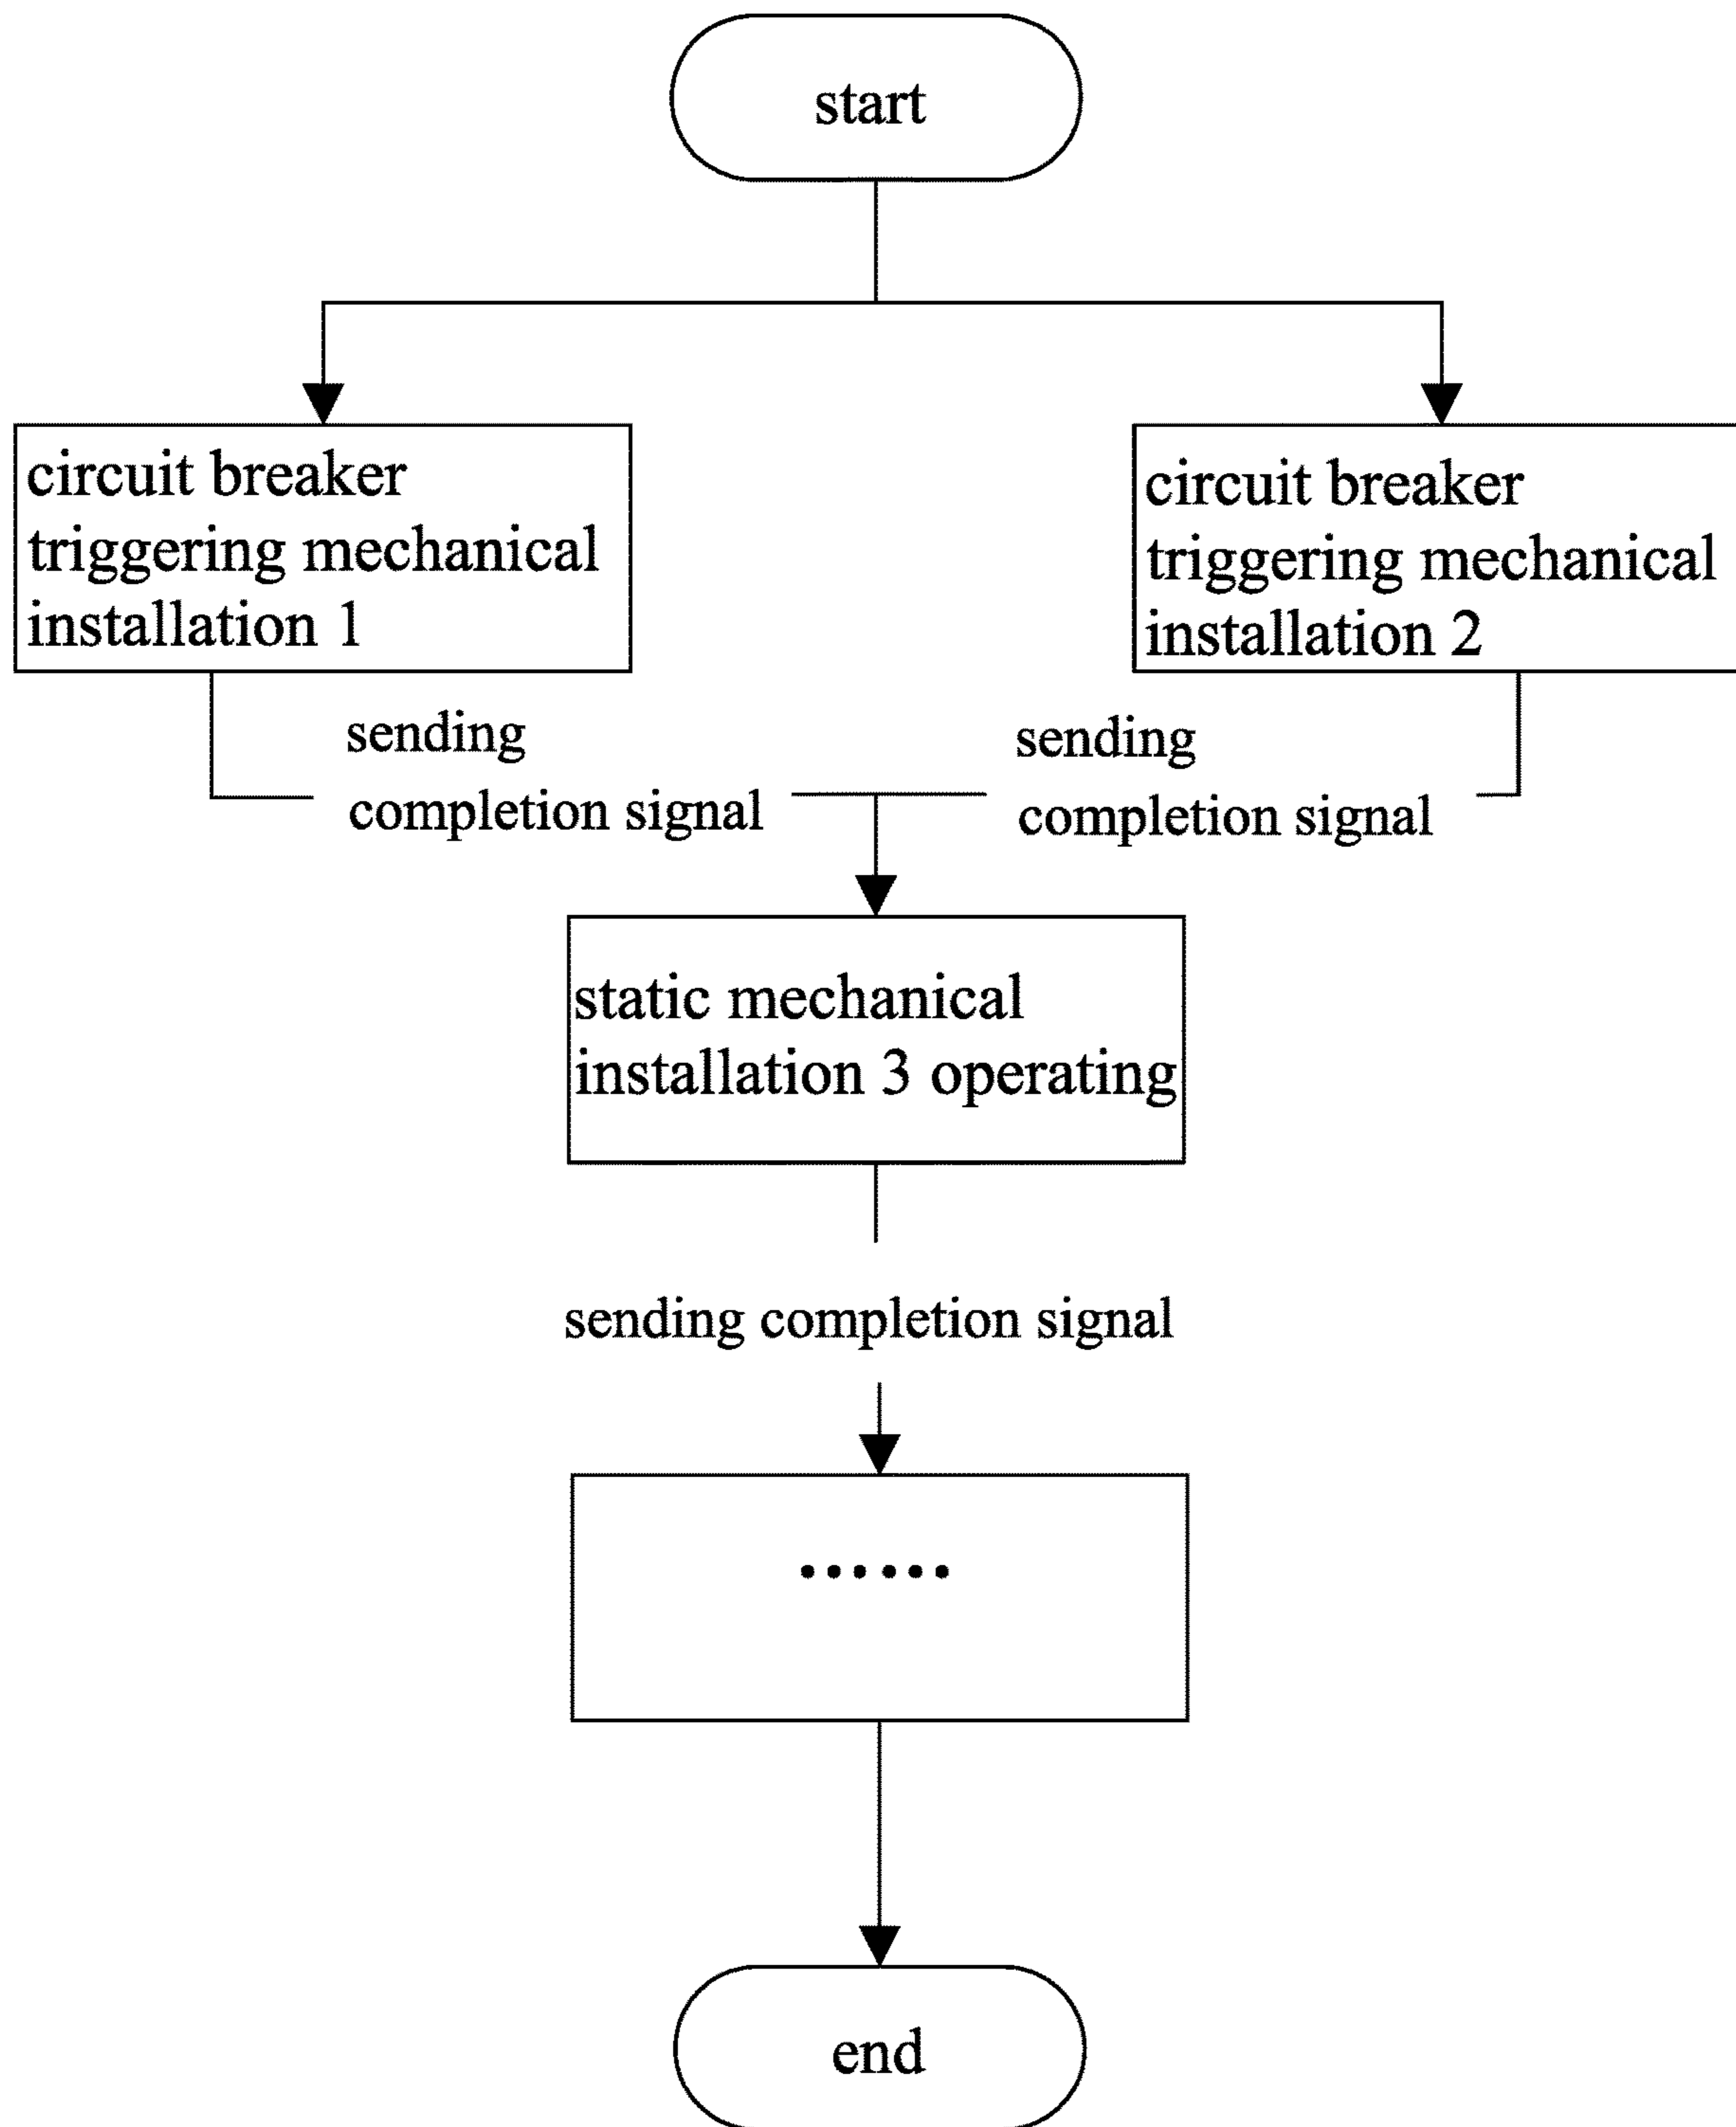 start
circuit breaker
triggering mechanical
installation 1
circuit breaker
triggering mechanical
installation 2
sending
completion signal
sending
completion signal
static mechanical
installation 3 operating
sending completion signal
······
end